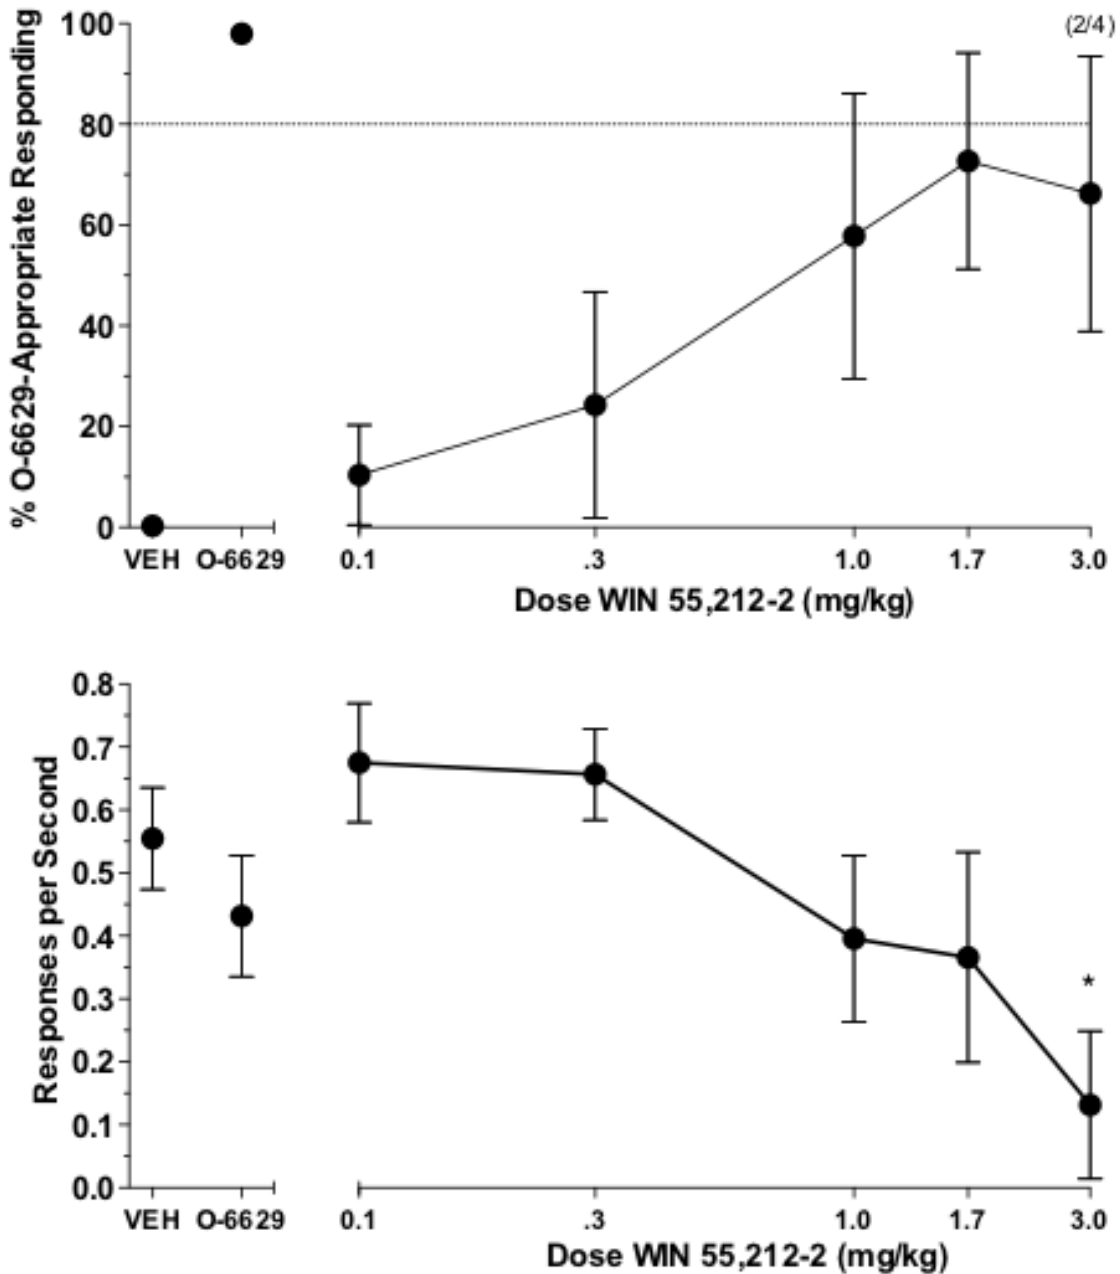 % O-6629-Appropriate Responding
100
80
60
40
20
0
(2/4)
VEH O-6629 0.1 .3 1.0 1.7 3.0
Dose WIN 55,212-2 (mg/kg)
Responses per Second
0.8
0.7
0.6
0.5
0.4
0.3
0.2
0.1
0.0
*
VEH O-6629 0.1 .3 1.0 1.7 3.0
Dose WIN 55,212-2 (mg/kg)